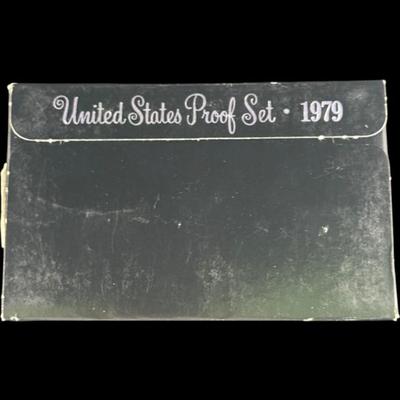 United States Proof Set · 1979